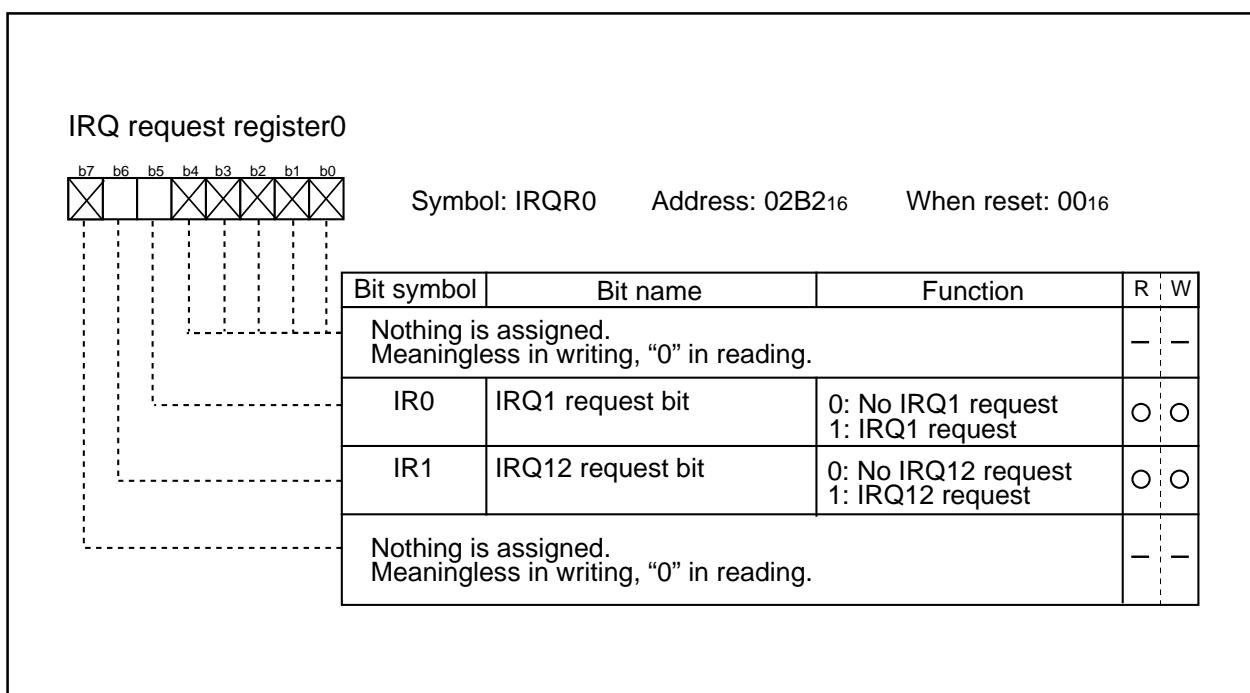 IRQ request register0
b7 b6 b5 b4 b3 b2 b1 b0
Symbol: IRQR0 Address: 02B216 When reset: 0016
Bit symbol Bit name Function R W
Nothing is assigned.
Meaningless in writing, “0” in reading.
— —
IR0 IRQ1 request bit 0: No IRQ1 request
1: IRQ1 request
IR1 IRQ12 request bit 0: No IRQ12 request
1: IRQ12 request
Nothing is assigned.
Meaningless in writing, “0” in reading.
— —